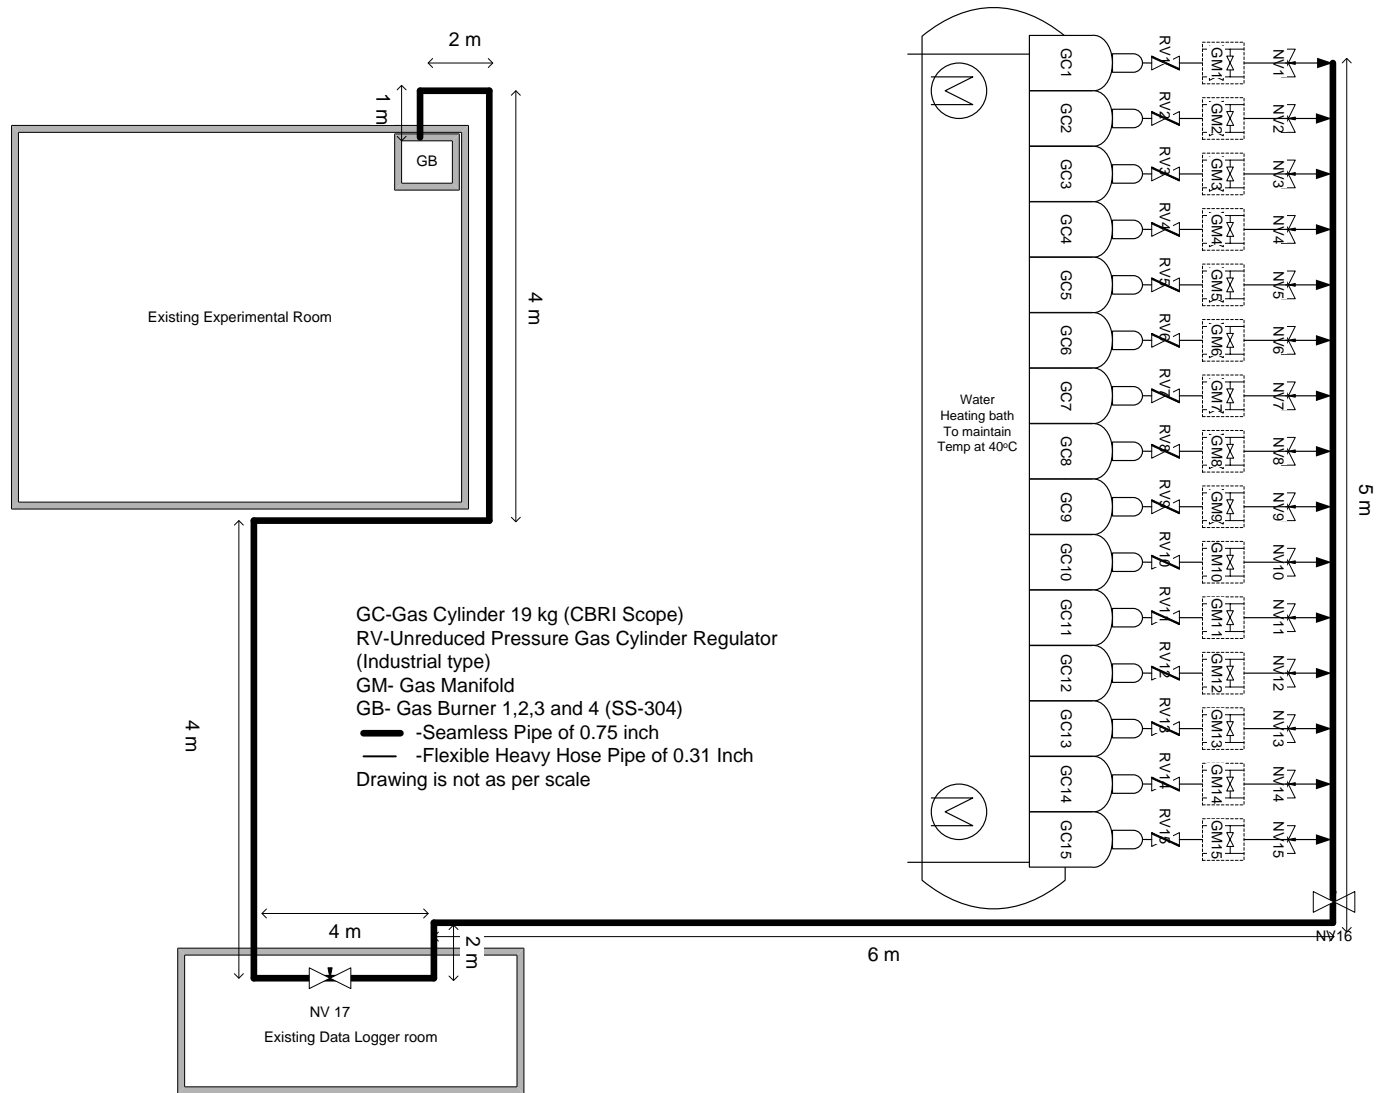 2 m
1 m
GB
4 m
Existing Experimental Room
GC1
RV1
GM1
NV1
GC2
RV2
GM2
NV2
GC3
RV3
GM3
NV3
GC4
RV4
GM4
NV4
GC5
RV5
GM5
NV5
GC6
RV6
GM6
NV6
GC7
RV7
GM7
NV7
GC8
RV8
GM8
NV8
GC9
RV9
GM9
NV9
GC10
RV10
GM10
NV10
GC11
RV11
GM11
NV11
GC12
RV12
GM12
NV12
GC13
RV13
GM13
NV13
GC14
RV14
GM14
NV14
GC15
RV15
GM15
NV15
Water
Heating bath
To maintain
Temp at 40ºC
5 m
GC-Gas Cylinder 19 kg (CBRI Scope)
RV-Unreduced Pressure Gas Cylinder Regulator
(Industrial type)
GM- Gas Manifold
GB- Gas Burner 1,2,3 and 4 (SS-304)
-Seamless Pipe of 0.75 inch
-Flexible Heavy Hose Pipe of 0.31 Inch
Drawing is not as per scale
4 m
4 m
2 m
6 m
NV16
NV 17
Existing Data Logger room
M
M